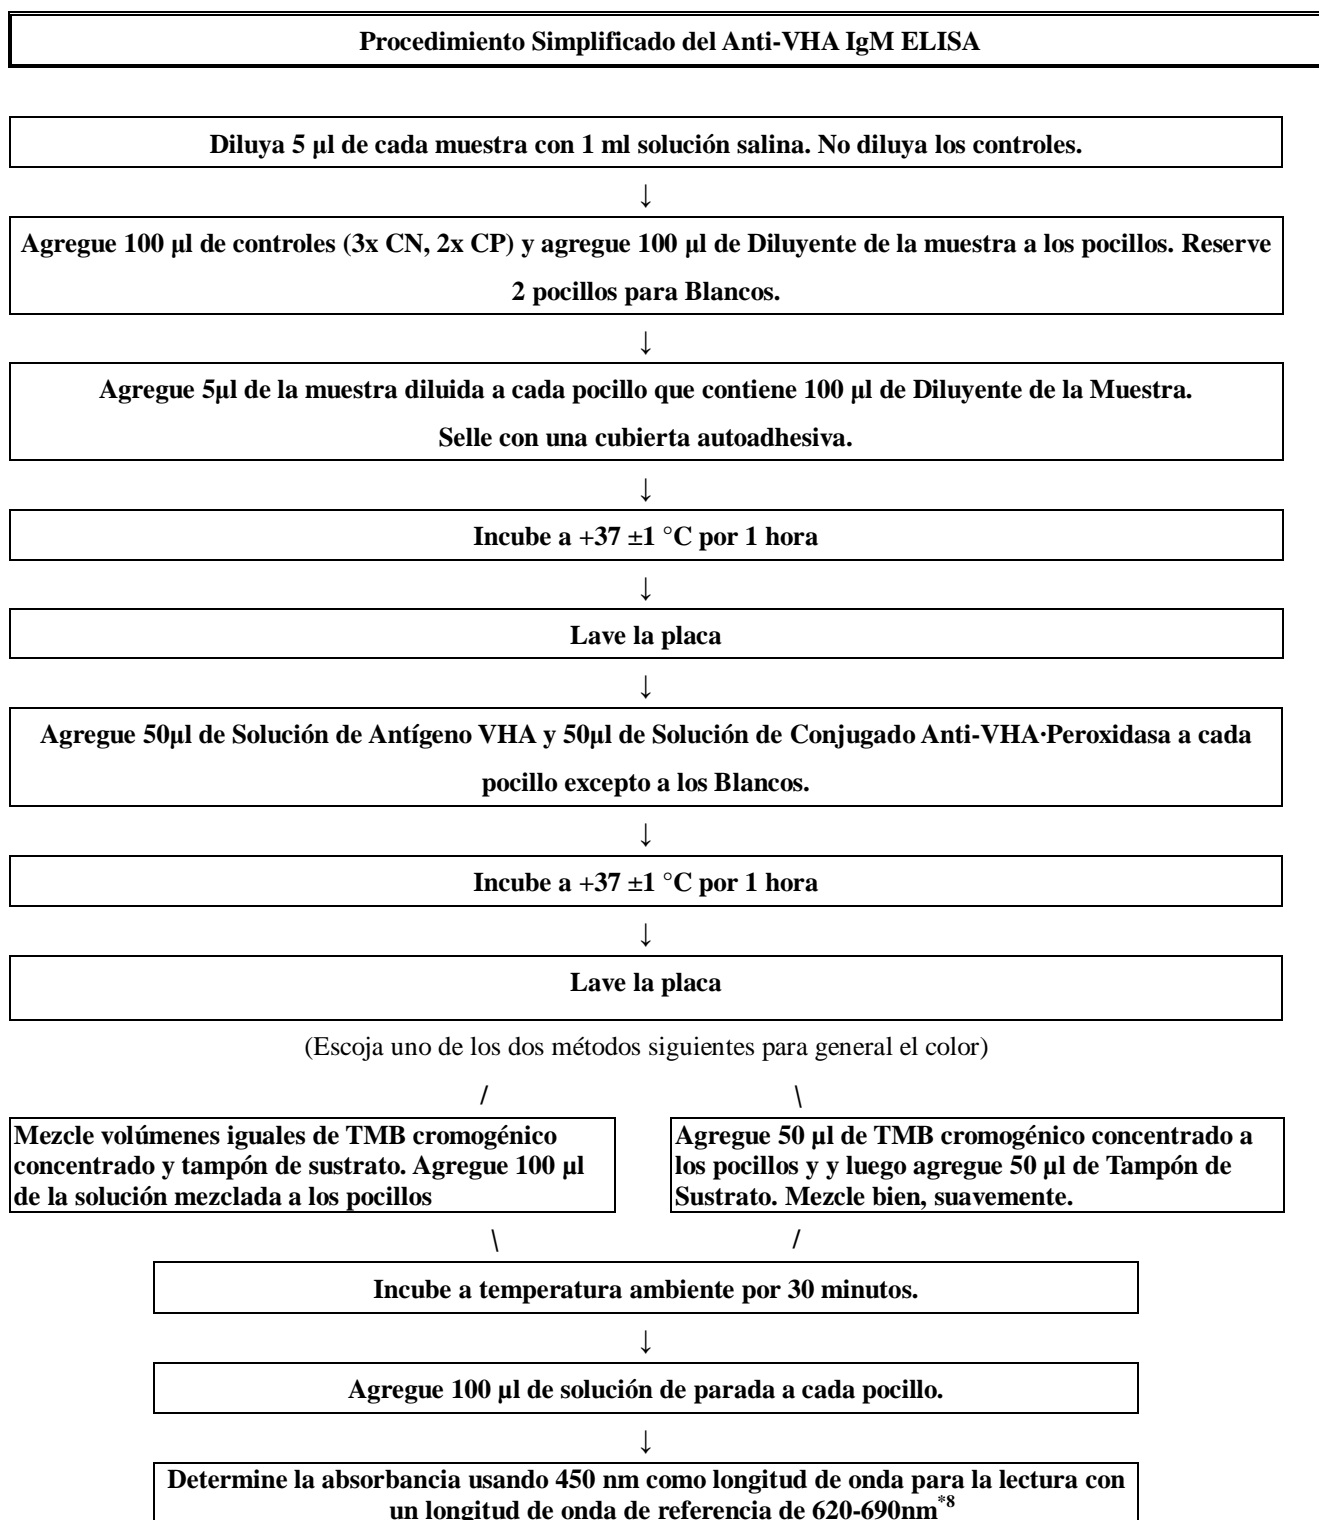 Procedimiento Simplificado del Anti-VHA IgM ELISA
Diluya 5 µl de cada muestra con 1 ml solución salina. No diluya los controles.
↓
Agregue 100 µl de controles (3x CN, 2x CP) y agregue 100 µl de Diluyente de la muestra a los pocillos. Reserve
2 pocillos para Blancos.
↓
Agregue 5µl de la muestra diluida a cada pocillo que contiene 100 µl de Diluyente de la Muestra.
Selle con una cubierta autoadhesiva.
↓
Incube a +37 ±1 °C por 1 hora
↓
Lave la placa
↓
Agregue 50µl de Solución de Antígeno VHA y 50µl de Solución de Conjugado Anti-VHA·Peroxidasa a cada
pocillo excepto a los Blancos.
↓
Incube a +37 ±1 °C por 1 hora
↓
Lave la placa
(Escoja uno de los dos métodos siguientes para general el color)
/ \
Mezcle volúmenes iguales de TMB cromogénico
concentrado y tampón de sustrato. Agregue 100 µl
de la solución mezclada a los pocillos
Agregue 50 µl de TMB cromogénico concentrado a
los pocillos y y luego agregue 50 µl de Tampón de
Sustrato. Mezcle bien, suavemente.
\ /
Incube a temperatura ambiente por 30 minutos.
↓
Agregue 100 µl de solución de parada a cada pocillo.
↓
Determine la absorbancia usando 450 nm como longitud de onda para la lectura con
un longitud de onda de referencia de 620-690nm*8